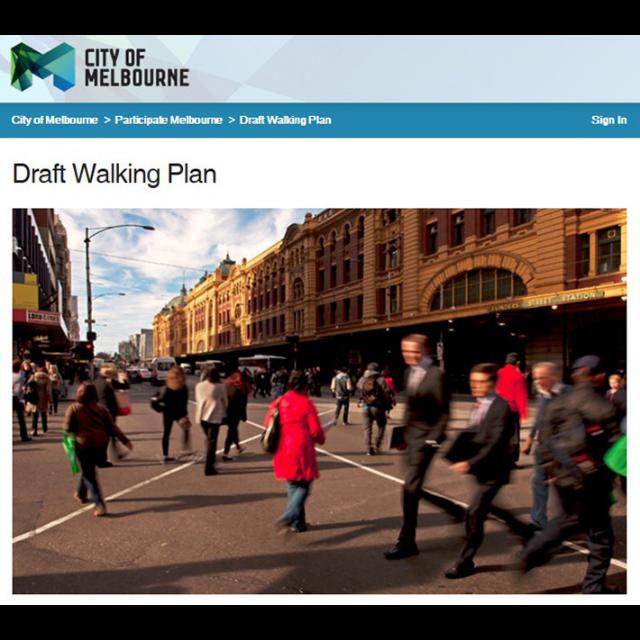 CITY OF
MELBOURNE
City of Melbourne > Participate Melbourne > Draft Walking Plan
Sign In
Draft Walking Plan
FLINDERS STREET STATION